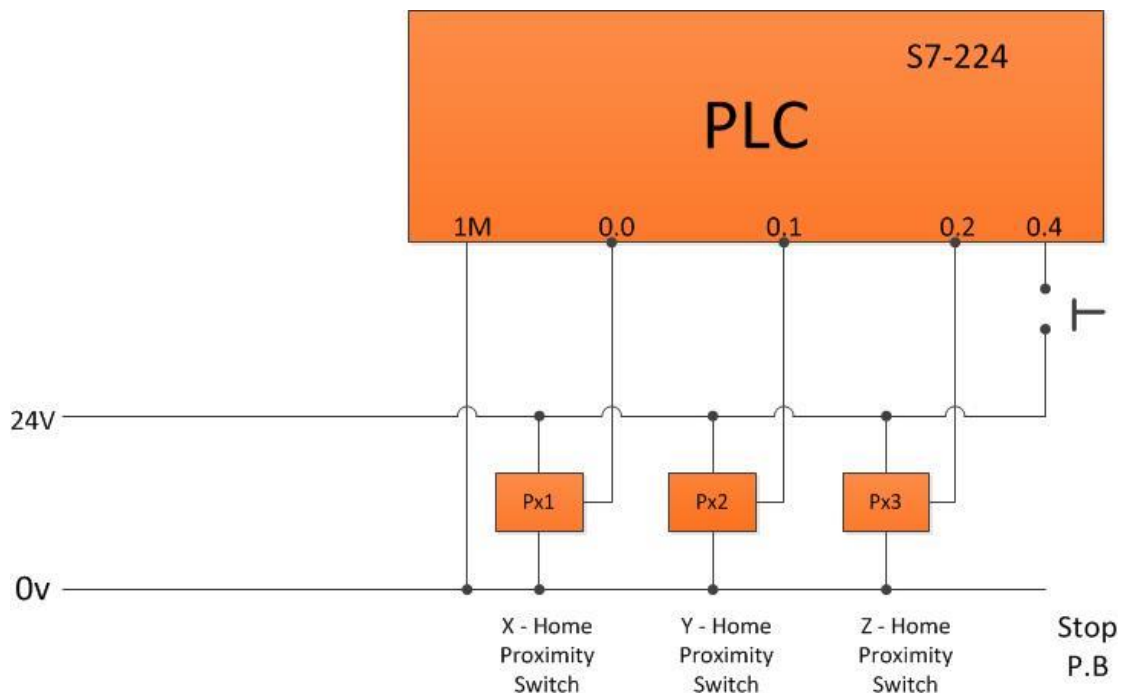 S7-224
PLC
1M 0.0 0.1 0.2 0.4
24V
Px1 Px2 Px3
0v
X - Home
Proximity
Switch
Y - Home
Proximity
Switch
Z - Home
Proximity
Switch
Stop
P.B